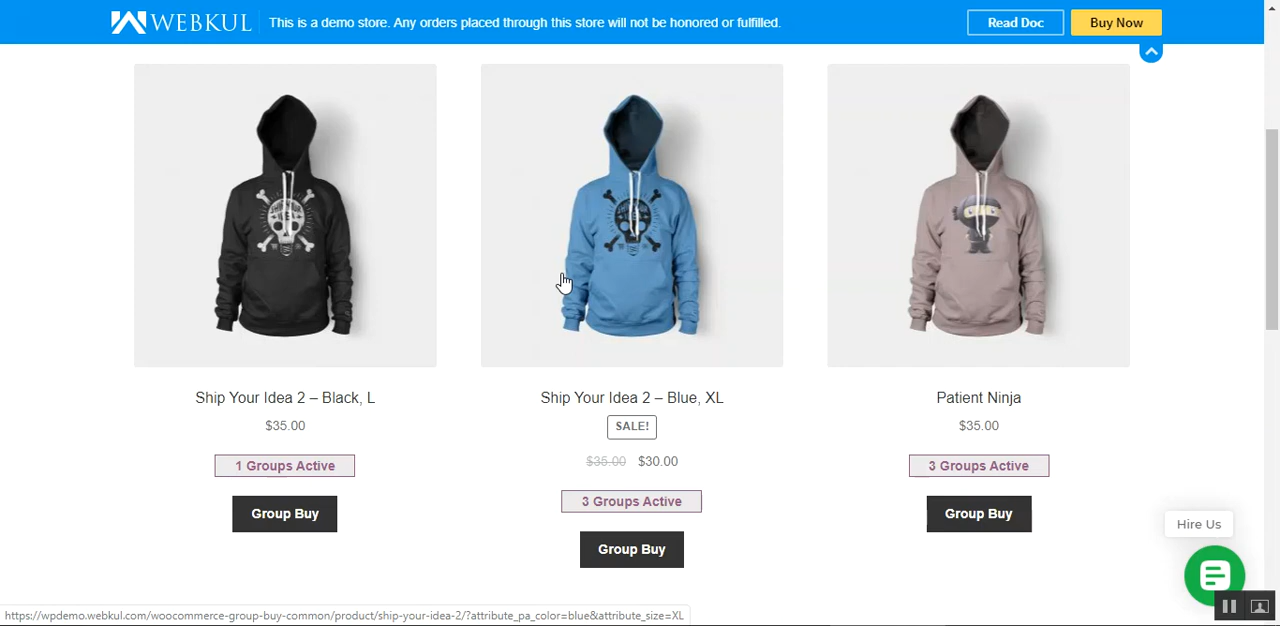 WEBKUL
This is a demo store. Any orders placed through this store will not be honored or fulfilled.
Read Doc
Buy Now
Ship Your Idea 2 – Black, L
$35.00
1 Groups Active
Group Buy
Ship Your Idea 2 – Blue, XL
SALE!
$35.00 $30.00
3 Groups Active
Group Buy
Patient Ninja
$35.00
3 Groups Active
Group Buy
Hire Us
https://wpdemo.webkul.com/woocommerce-group-buy-common/product/ship-your-idea-2/?attribute_pa_color=blue&attribute_size=XL